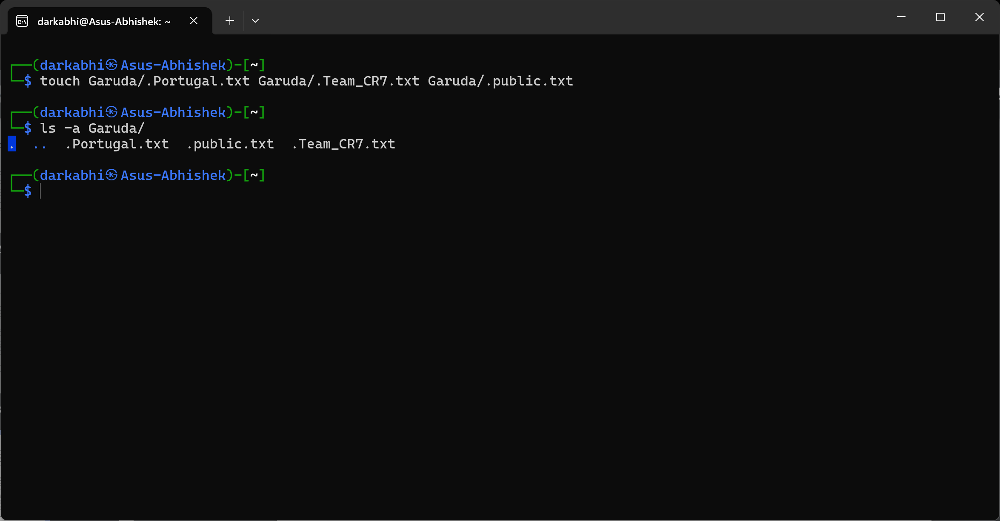 darkabhi@Asus-Abhishek: ~
┌──(darkabhi㉿Asus-Abhishek)-[~]
└─$ touch Garuda/.Portugal.txt Garuda/.Team_CR7.txt Garuda/.public.txt
┌──(darkabhi㉿Asus-Abhishek)-[~]
└─$ ls -a Garuda/
.  ..  .Portugal.txt  .public.txt  .Team_CR7.txt
┌──(darkabhi㉿Asus-Abhishek)-[~]
└─$